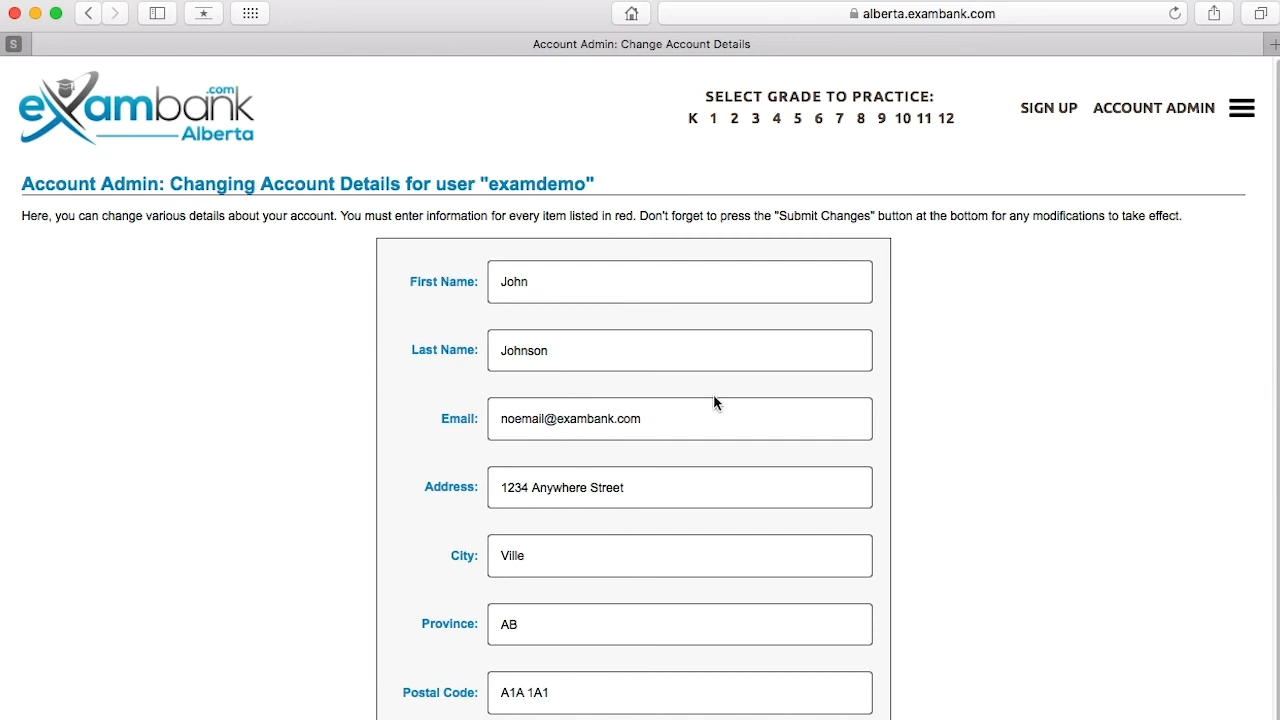 alberta.exambank.com
S
Account Admin: Change Account Details
exambank.com
Alberta
SELECT GRADE TO PRACTICE:
K 1 2 3 4 5 6 7 8 9 10 11 12
SIGN UP ACCOUNT ADMIN
Account Admin: Changing Account Details for user "examdemo"
Here, you can change various details about your account. You must enter information for every item listed in red. Don't forget to press the "Submit Changes" button at the bottom for any modifications to take effect.
First Name: John
Last Name: Johnson
Email: noemail@exambank.com
Address: 1234 Anywhere Street
City: Ville
Province: AB
Postal Code: A1A 1A1